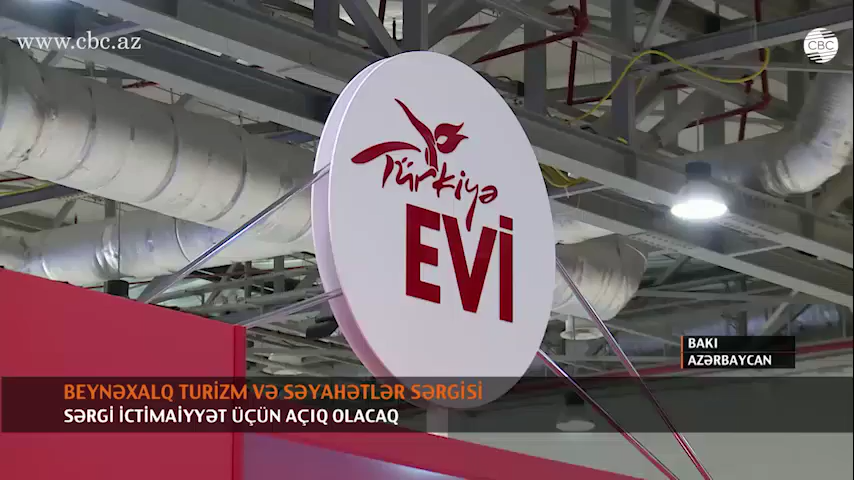 www.cbc.az
CBC
Türkiyə
EVİ
BAKI
AZƏRBAYCAN
BEYNƏXALQ TURİZM VƏ SƏYAHƏTLƏR SƏRGİSİ
SƏRGİ İCTİMAİYYƏT ÜÇÜN AÇIQ OLACAQ